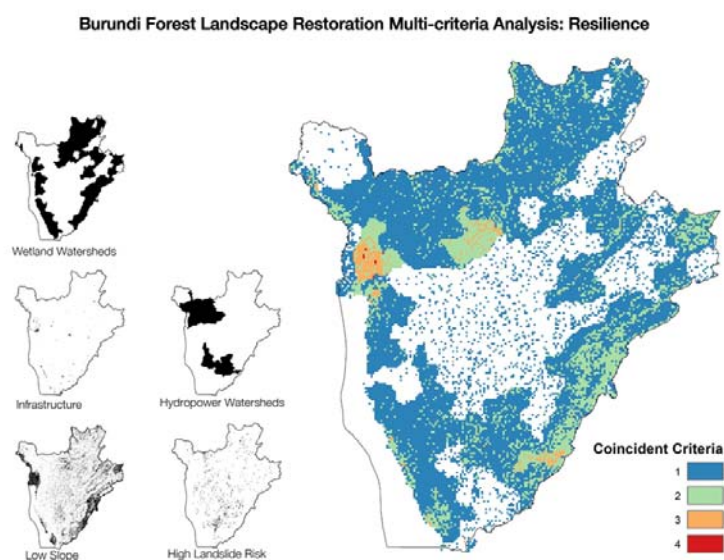 Burundi Forest Landscape Restoration Multi-criteria Analysis: Resilience
Wetland Watersheds
Infrastructure
Hydropower Watersheds
Low Slope
High Landslide Risk
Coincident Criteria
1
2
3
4